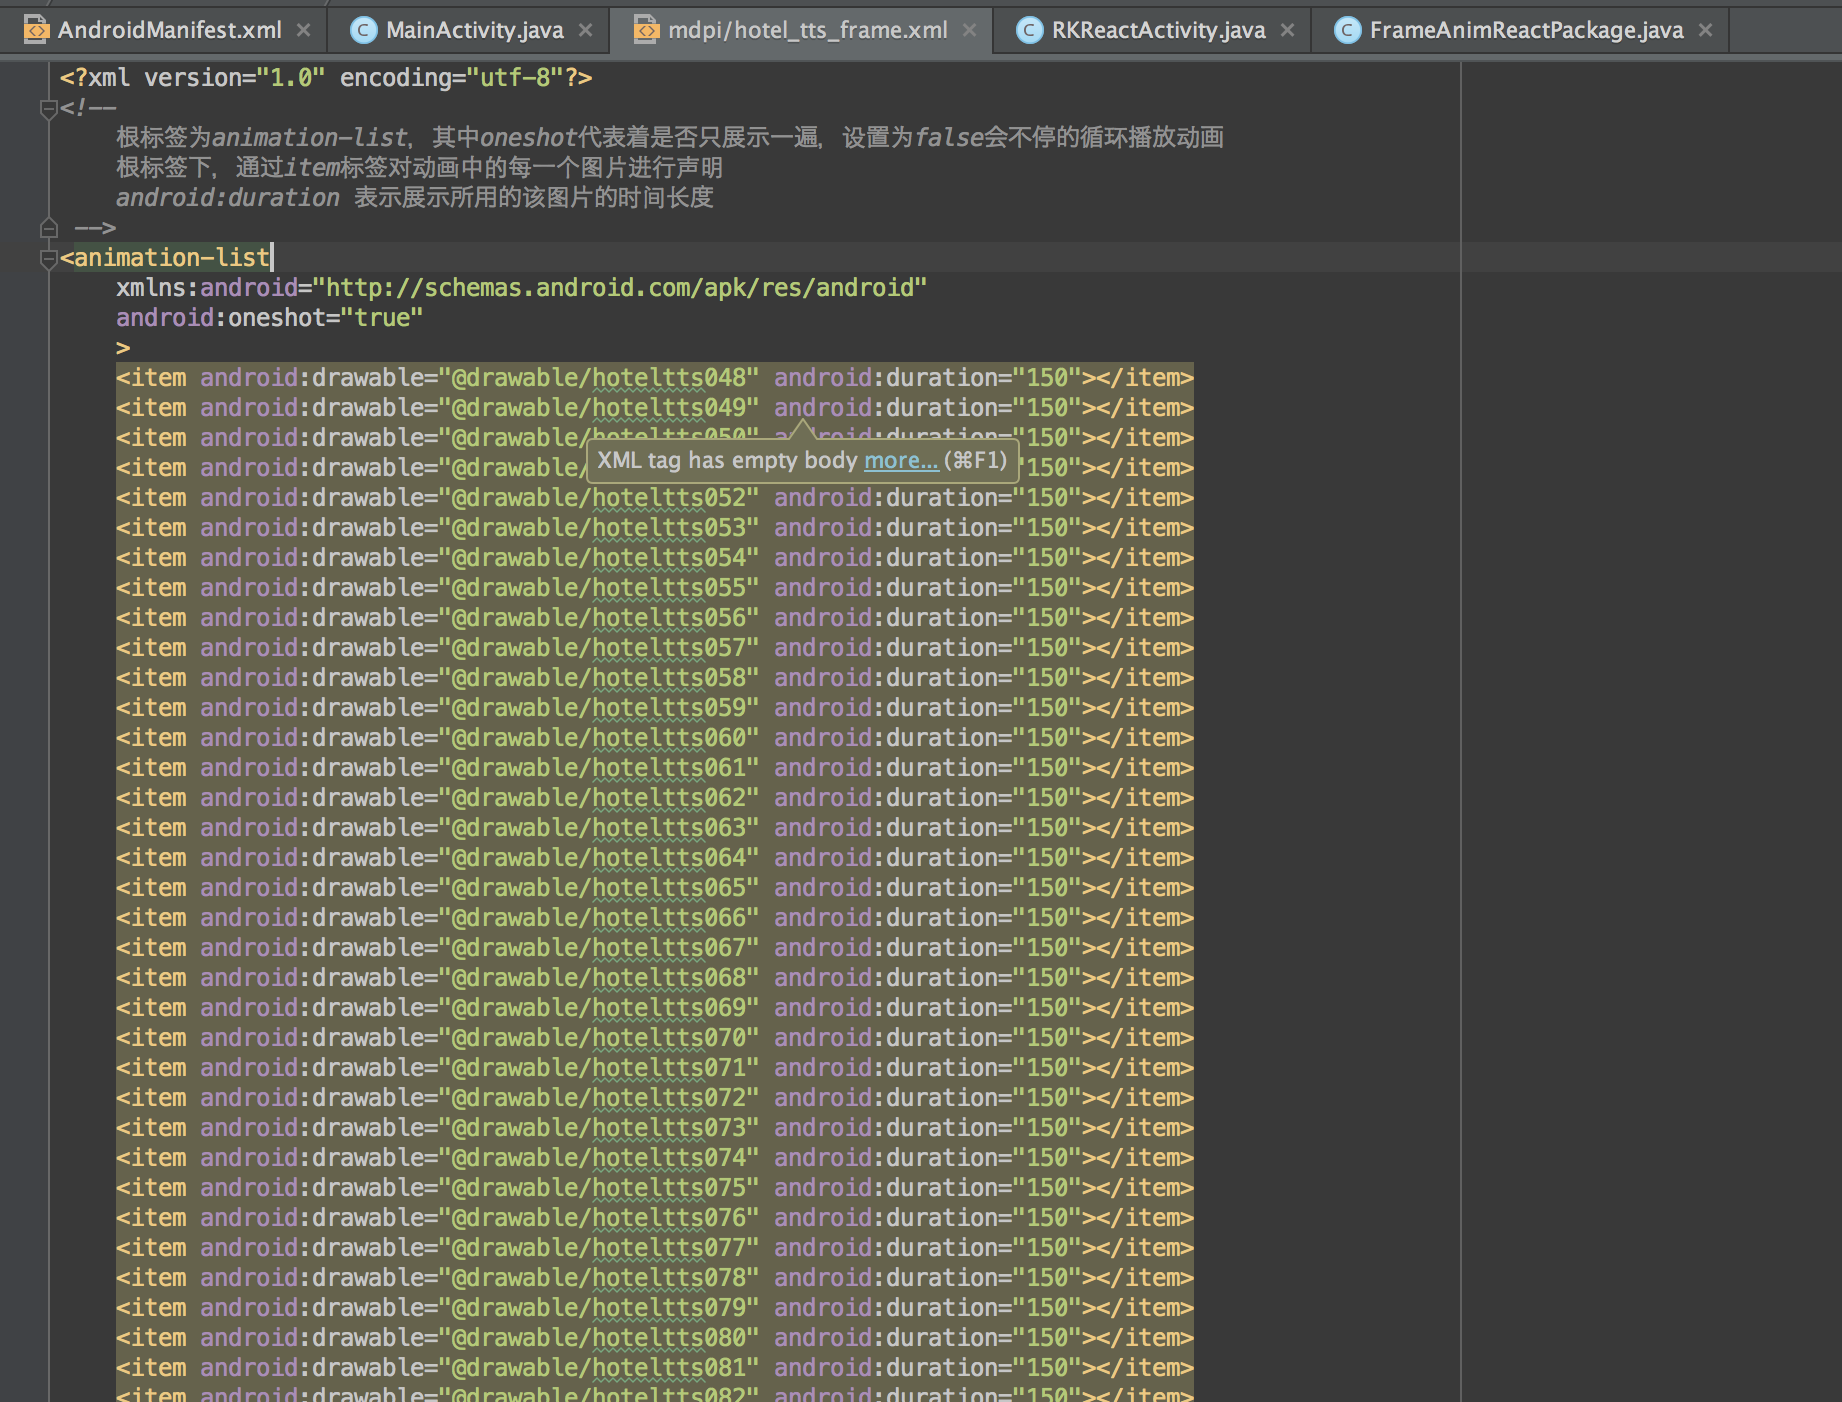 AndroidManifest.xml MainActivity.java mdpi/hotel_tts_frame.xml RKReactActivity.java FrameAnimReactPackage.java
<?xml version="1.0" encoding="utf-8"?>
<!--
根标签为animation-list，其中oneshot代表着是否只展示一遍，设置为false会不停的循环播放动画
根标签下，通过item标签对动画中的每一个图片进行声明
android:duration 表示展示所用的该图片的时间长度
-->
<animation-list
xmlns:android="http://schemas.android.com/apk/res/android"
android:oneshot="true"
>
<item android:drawable="@drawable/hoteltts048" android:duration="150"></item>
<item android:drawable="@drawable/hoteltts049" android:duration="150"></item>
<item android:drawable="@drawable/hoteltts050" android:duration="150"></item>
<item android:drawable="@drawable/ "150"></item>
XML tag has empty body more... (⌘F1)
<item android:drawable="@drawable/hoteltts052" android:duration="150"></item>
<item android:drawable="@drawable/hoteltts053" android:duration="150"></item>
<item android:drawable="@drawable/hoteltts054" android:duration="150"></item>
<item android:drawable="@drawable/hoteltts055" android:duration="150"></item>
<item android:drawable="@drawable/hoteltts056" android:duration="150"></item>
<item android:drawable="@drawable/hoteltts057" android:duration="150"></item>
<item android:drawable="@drawable/hoteltts058" android:duration="150"></item>
<item android:drawable="@drawable/hoteltts059" android:duration="150"></item>
<item android:drawable="@drawable/hoteltts060" android:duration="150"></item>
<item android:drawable="@drawable/hoteltts061" android:duration="150"></item>
<item android:drawable="@drawable/hoteltts062" android:duration="150"></item>
<item android:drawable="@drawable/hoteltts063" android:duration="150"></item>
<item android:drawable="@drawable/hoteltts064" android:duration="150"></item>
<item android:drawable="@drawable/hoteltts065" android:duration="150"></item>
<item android:drawable="@drawable/hoteltts066" android:duration="150"></item>
<item android:drawable="@drawable/hoteltts067" android:duration="150"></item>
<item android:drawable="@drawable/hoteltts068" android:duration="150"></item>
<item android:drawable="@drawable/hoteltts069" android:duration="150"></item>
<item android:drawable="@drawable/hoteltts070" android:duration="150"></item>
<item android:drawable="@drawable/hoteltts071" android:duration="150"></item>
<item android:drawable="@drawable/hoteltts072" android:duration="150"></item>
<item android:drawable="@drawable/hoteltts073" android:duration="150"></item>
<item android:drawable="@drawable/hoteltts074" android:duration="150"></item>
<item android:drawable="@drawable/hoteltts075" android:duration="150"></item>
<item android:drawable="@drawable/hoteltts076" android:duration="150"></item>
<item android:drawable="@drawable/hoteltts077" android:duration="150"></item>
<item android:drawable="@drawable/hoteltts078" android:duration="150"></item>
<item android:drawable="@drawable/hoteltts079" android:duration="150"></item>
<item android:drawable="@drawable/hoteltts080" android:duration="150"></item>
<item android:drawable="@drawable/hoteltts081" android:duration="150"></item>
<item android:drawable="@drawable/hoteltts082" android:duration="150"></item>